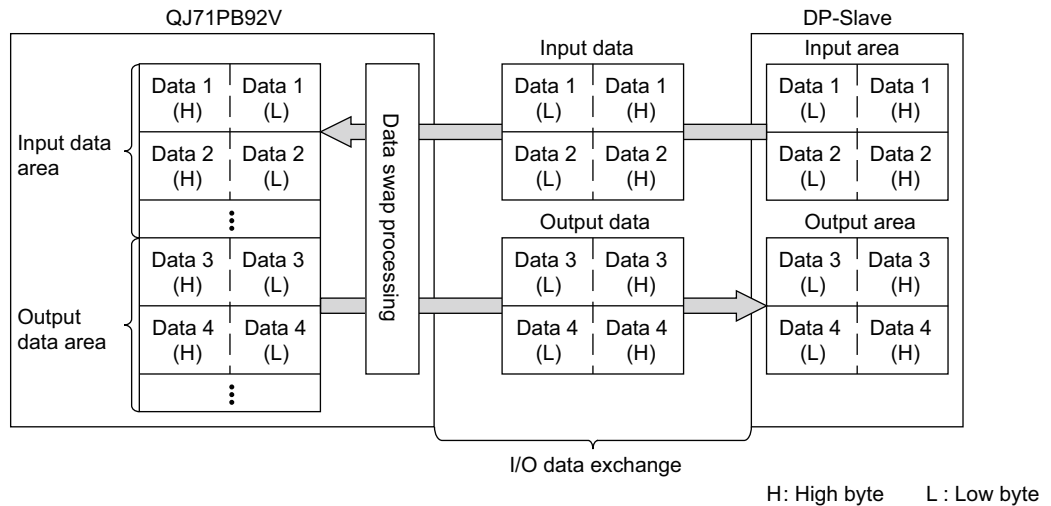 QJ71PB92V
DP-Slave
Input data
Input area
Data 1 (H)
Data 1 (L)
Data 1 (L)
Data 1 (H)
Data 1 (L)
Data 1 (H)
Input data area
Data 2 (H)
Data 2 (L)
Data 2 (L)
Data 2 (H)
Data 2 (L)
Data 2 (H)
Data swap processing
Output data
Output area
Data 3 (H)
Data 3 (L)
Data 3 (L)
Data 3 (H)
Data 3 (L)
Data 3 (H)
Output data area
Data 4 (H)
Data 4 (L)
Data 4 (L)
Data 4 (H)
Data 4 (L)
Data 4 (H)
I/O data exchange
H: High byte
L : Low byte